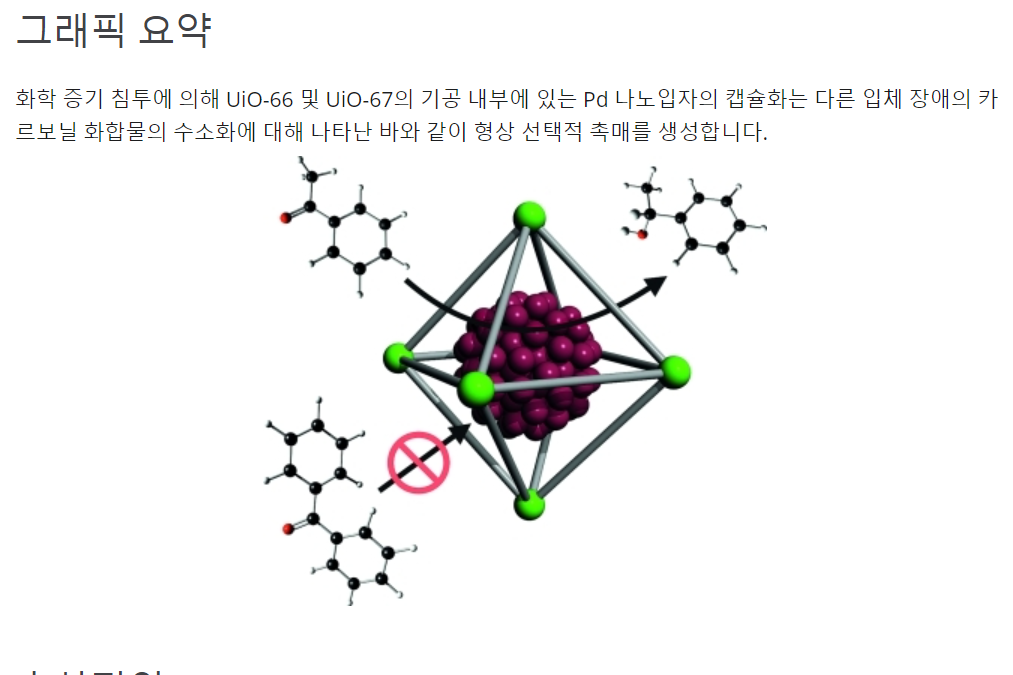 그래픽 요약
화학 증기 침투에 의해 UiO-66 및 UiO-67의 기공 내부에 있는 Pd 나노입자의 캡슐화는 다른 입체 장애의 카
르보닐 화합물의 수소화에 대해 나타난 바와 같이 형상 선택적 촉매를 생성합니다.